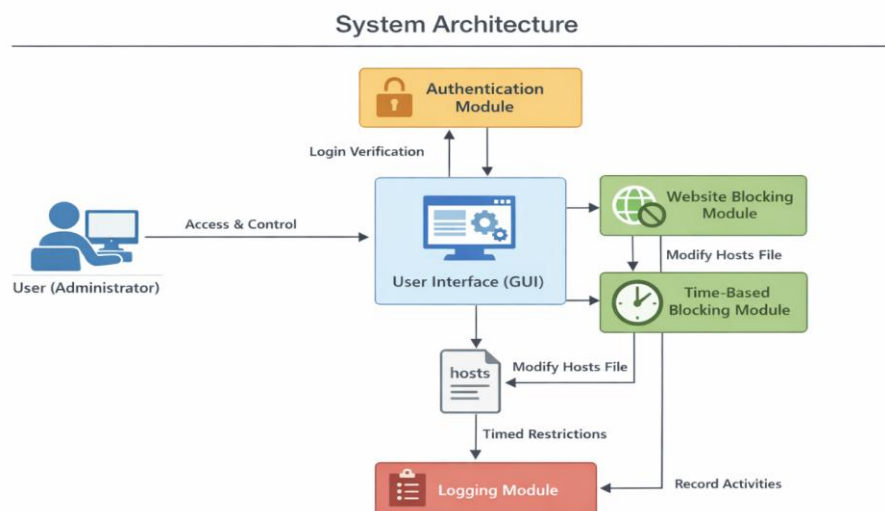 System Architecture
Authentication
Module
Login Verification
Access & Control
User (Administrator)
User Interface (GUI)
Website Blocking
Module
Modify Hosts File
Time-Based
Blocking Module
hosts
Modify Hosts File
Timed Restrictions
Logging Module
Record Activities